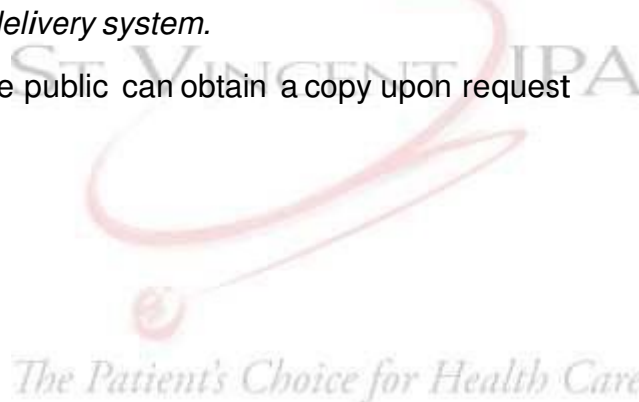 delivery system.
ST VINCENT IPA
e public can obtain a copy upon request
The Patient's Choice for Health Care